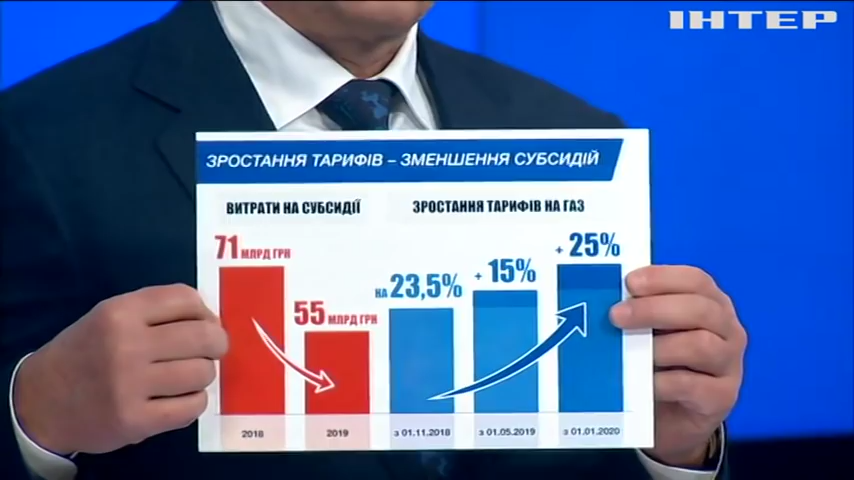 ІНТЕР
ЗРОСТАННЯ ТАРИФІВ – ЗМЕНШЕННЯ СУБСИДІЙ
ВИТРАТИ НА СУБСИДІЇ
71 МЛРД ГРН
55 МЛРД ГРН
2018
2019
ЗРОСТАННЯ ТАРИФІВ НА ГАЗ
НА 23,5%
+ 15%
+ 25%
з 01.11.2018
з 01.05.2019
з 01.01.2020